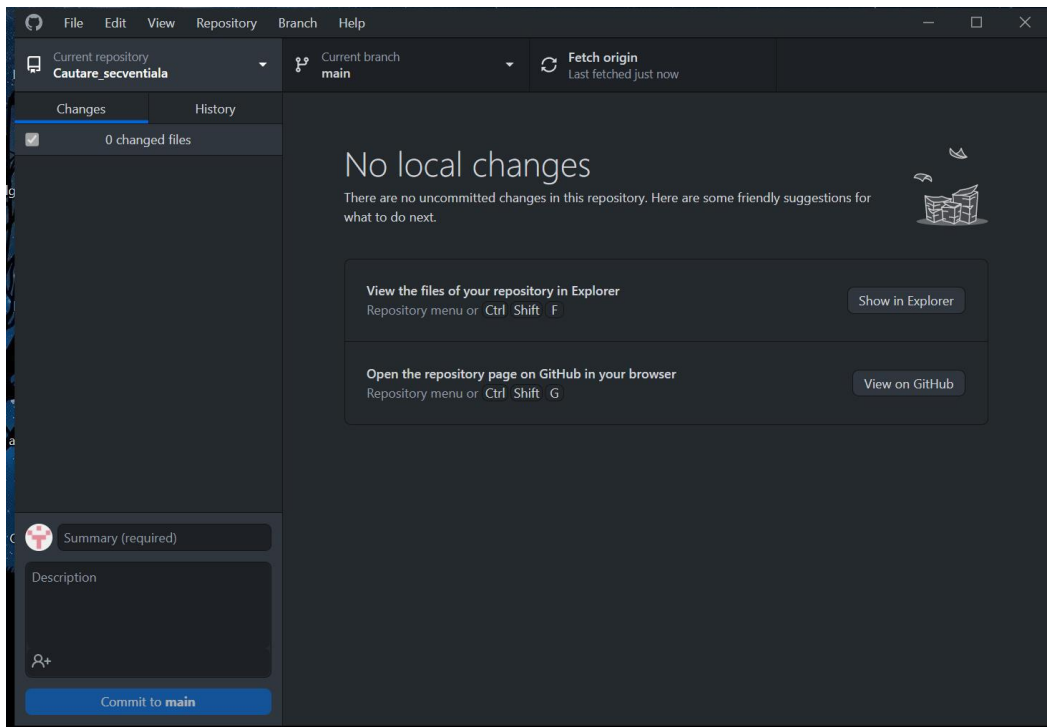 File Edit View Repository Branch Help
Current repository
Cautare_secventiala
Current branch
main
Fetch origin
Last fetched just now
Changes History
0 changed files
No local changes
There are no uncommitted changes in this repository. Here are some friendly suggestions for
what to do next.
View the files of your repository in Explorer
Repository menu or Ctrl Shift F
Show in Explorer
Open the repository page on GitHub in your browser
Repository menu or Ctrl Shift G
View on GitHub
Summary (required)
Description
Commit to main